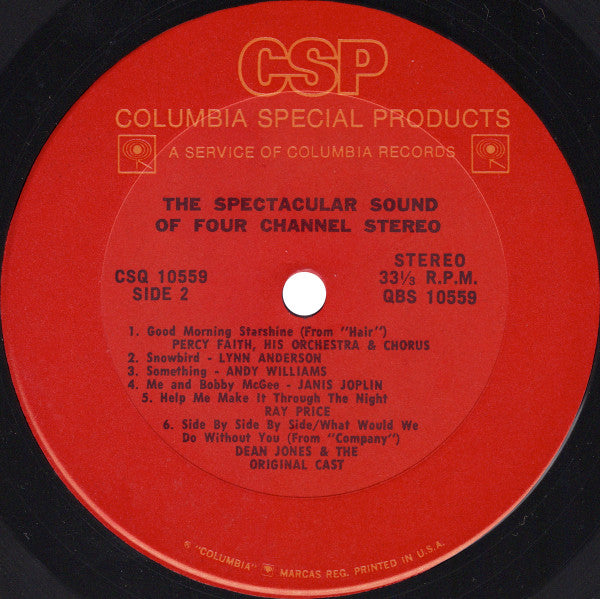 CSP
COLUMBIA SPECIAL PRODUCTS
A SERVICE OF COLUMBIA RECORDS
THE SPECTACULAR SOUND
OF FOUR CHANNEL STEREO
CSQ 10559
SIDE 2
STEREO
33⅓ R.P.M.
QBS 10559
1. Good Morning Starshine (From "Hair")
PERCY FAITH, HIS ORCHESTRA & CHORUS
2. Snowbird - LYNN ANDERSON
3. Something - ANDY WILLIAMS
4. Me and Bobby McGee - JANIS JOPLIN
5. Help Me Make It Through The Night
RAY PRICE
6. Side By Side By Side/What Would We
Do Without You (From "Company")
DEAN JONES & THE
ORIGINAL CAST
"COLUMBIA" MARCAS REG. PRINTED IN U.S.A.